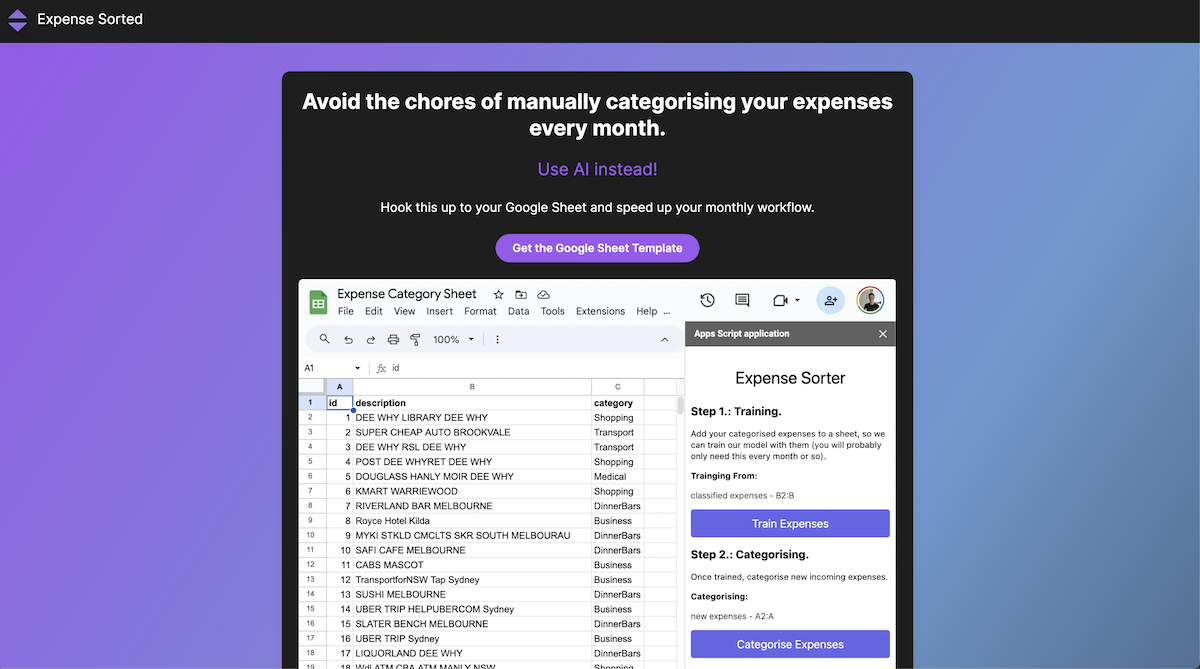 Expense Sorted
Avoid the chores of manually categorising your expenses
every month.
Use AI instead!
Hook this up to your Google Sheet and speed up your monthly workflow.
Get the Google Sheet Template
Expense Category Sheet
File Edit View Insert Format Data Tools Extensions Help ...
100%
A1 fx id
A B C
1 id description category
2 1 DEE WHY LIBRARY DEE WHY Shopping
3 2 SUPER CHEAP AUTO BROOKVALE Transport
4 3 DEE WHY RSL DEE WHY Transport
5 4 POST DEE WHYRET DEE WHY Shopping
6 5 DOUGLASS HANLY MOIR DEE WHY Medical
7 6 KMART WARRIEWOOD Shopping
8 7 RIVERLAND BAR MELBOURNE DinnerBars
9 8 Royce Hotel Kilda Business
10 9 MYKI STKLD CMCLTS SKR SOUTH MELBOURAU DinnerBars
11 10 SAFI CAFE MELBOURNE DinnerBars
12 11 CABS MASCOT Business
13 12 TransportforNSW Tap Sydney Business
14 13 SUSHI MELBOURNE DinnerBars
15 14 UBER TRIP HELPUBERCOM Sydney Business
16 15 SLATER BENCH MELBOURNE DinnerBars
17 16 UBER TRIP Sydney Business
18 17 LIQUORLAND DEE WHY DinnerBars
19 18 Wdl ATM CBA ATM MANLY NSW Shopping
Apps Script application
Expense Sorter
Step 1.: Training.
Add your categorised expenses to a sheet, so we
can train our model with them (you will probably
only need this every month or so).
Trainging From:
classified expenses - B2:B
Train Expenses
Step 2.: Categorising.
Once trained, categorise new incoming expenses.
Categorising:
new expenses - A2:A
Categorise Expenses